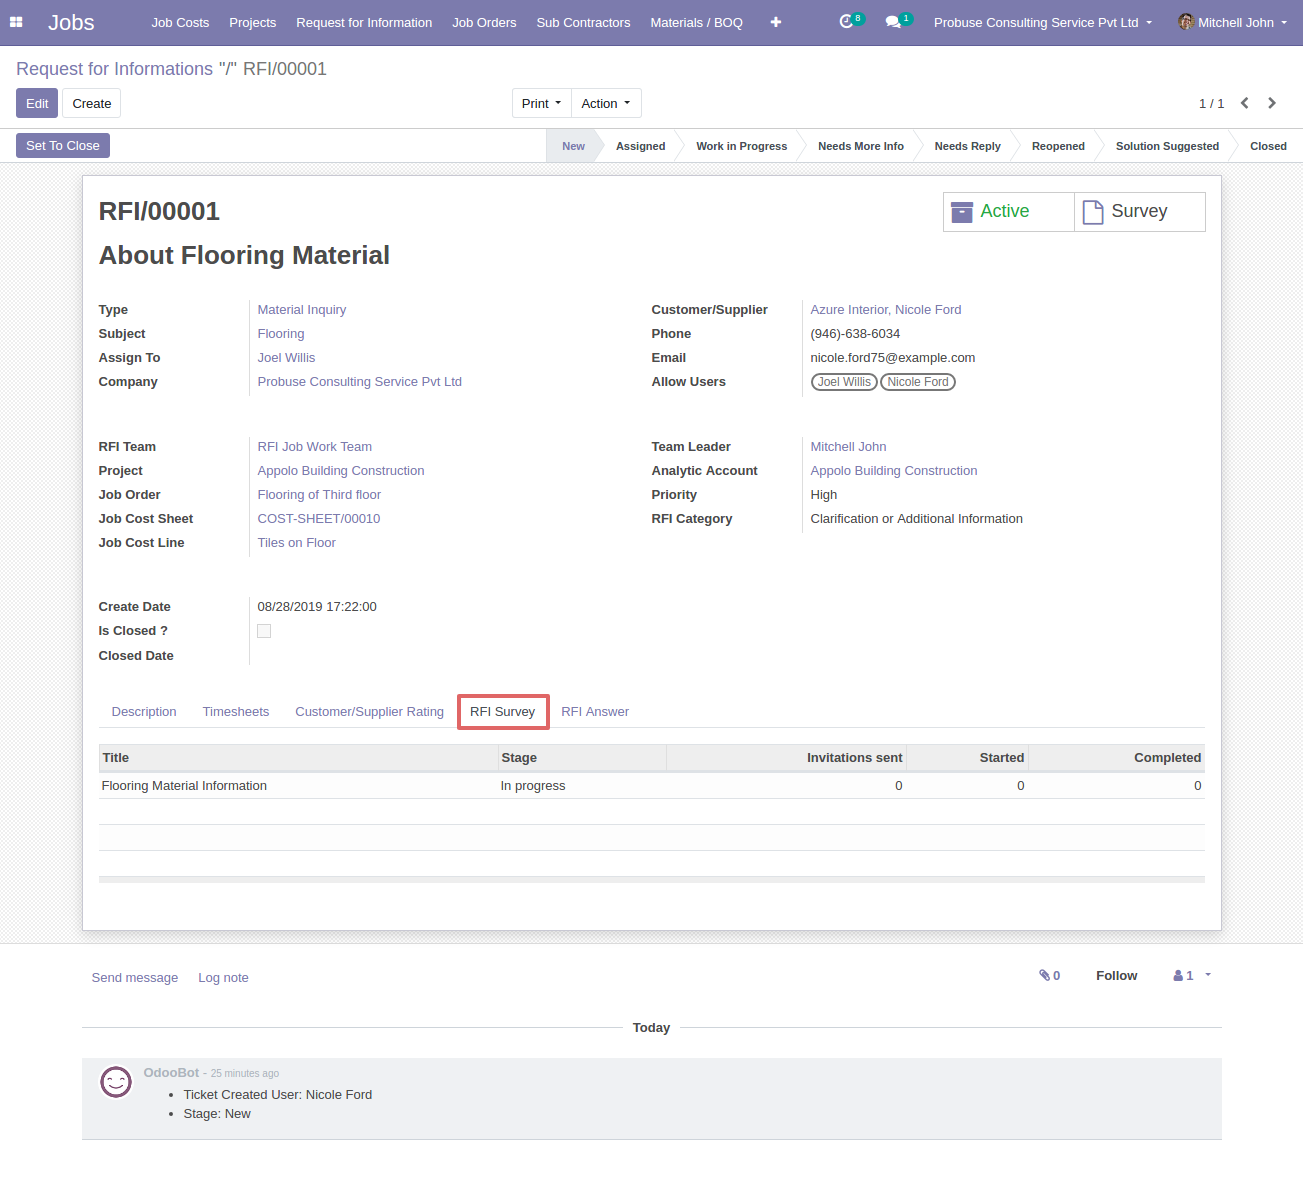 Jobs Job Costs Projects Request for Information Job Orders Sub Contractors Materials / BOQ 8 1 Probuse Consulting Service Pvt Ltd Mitchell John
Request for Informations "/" RFI/00001
Edit Create Print Action 1 / 1
Set To Close New Assigned Work in Progress Needs More Info Needs Reply Reopened Solution Suggested Closed
RFI/00001 Active Survey
About Flooring Material
Type Material Inquiry Customer/Supplier Azure Interior, Nicole Ford
Subject Flooring Phone (946)-638-6034
Assign To Joel Willis Email nicole.ford75@example.com
Company Probuse Consulting Service Pvt Ltd Allow Users Joel Willis Nicole Ford
RFI Team RFI Job Work Team Team Leader Mitchell John
Project Appolo Building Construction Analytic Account Appolo Building Construction
Job Order Flooring of Third floor Priority High
Job Cost Sheet COST-SHEET/00010 RFI Category Clarification or Additional Information
Job Cost Line Tiles on Floor
Create Date 08/28/2019 17:22:00
Is Closed ?
Closed Date
Description Timesheets Customer/Supplier Rating RFI Survey RFI Answer
Title Stage Invitations sent Started Completed
Flooring Material Information In progress 0 0 0
Send message Log note 0 Follow 1
Today
OdooBot - 25 minutes ago
• Ticket Created User: Nicole Ford
• Stage: New